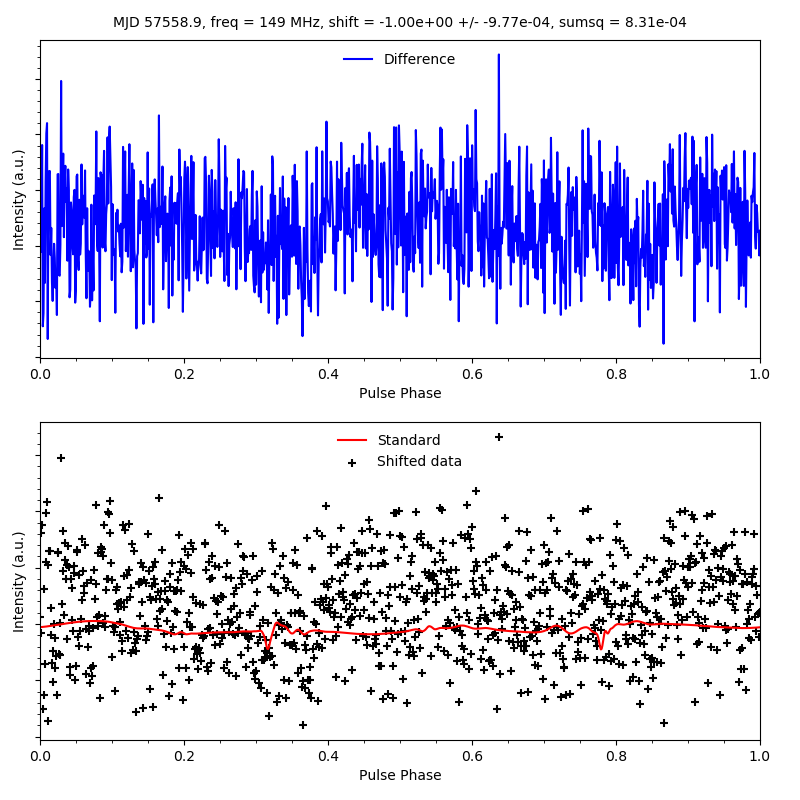 MJD 57558.9, freq = 149 MHz, shift = -1.00e+00 +/- -9.77e-04, sumsq = 8.31e-04
Difference
Intensity (a.u.)
0.0 0.2 0.4 0.6 0.8 1.0
Pulse Phase
Standard
Shifted data
Intensity (a.u.)
0.0 0.2 0.4 0.6 0.8 1.0
Pulse Phase